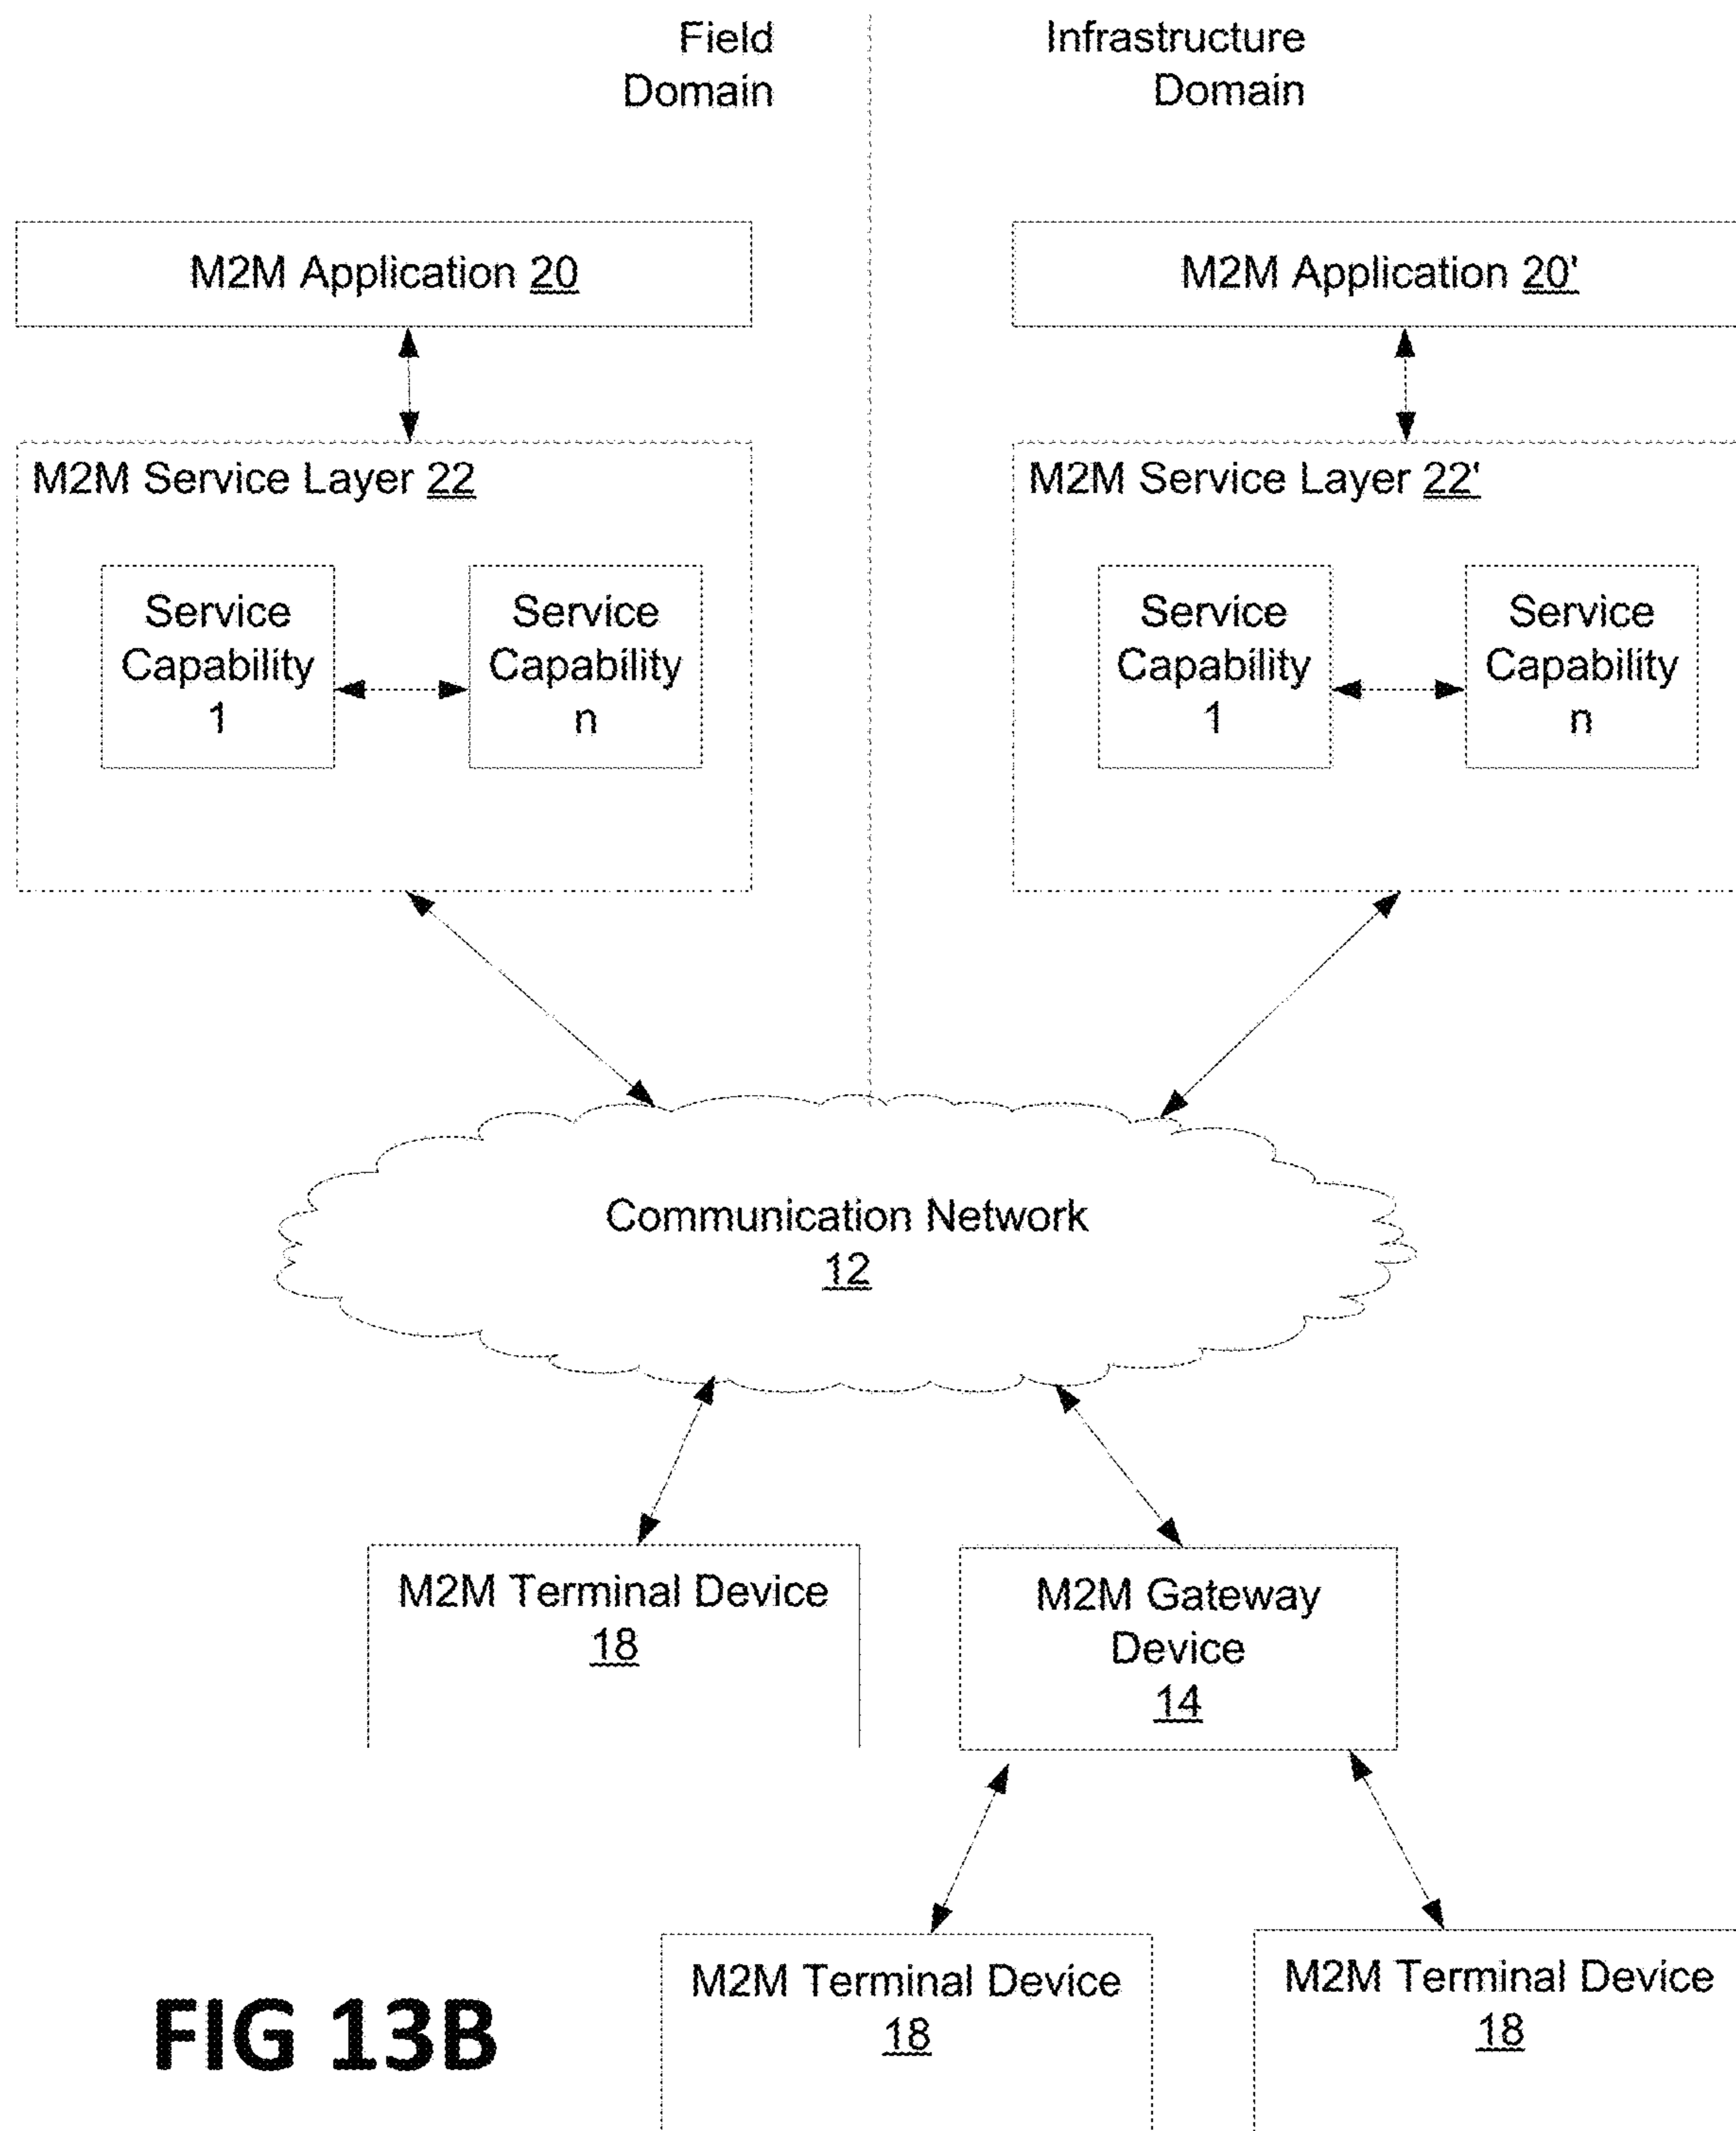 Field
Domain
Infrastructure
Domain
M2M Application 20
M2M Application 20'
M2M Service Layer 22
M2M Service Layer 22'
Service
Capability
1
Service
Capability
n
Service
Capability
1
Service
Capability
n
Communication Network
12
M2M Terminal Device
18
M2M Gateway
Device
14
M2M Terminal Device
18
M2M Terminal Device
18
FIG 13B